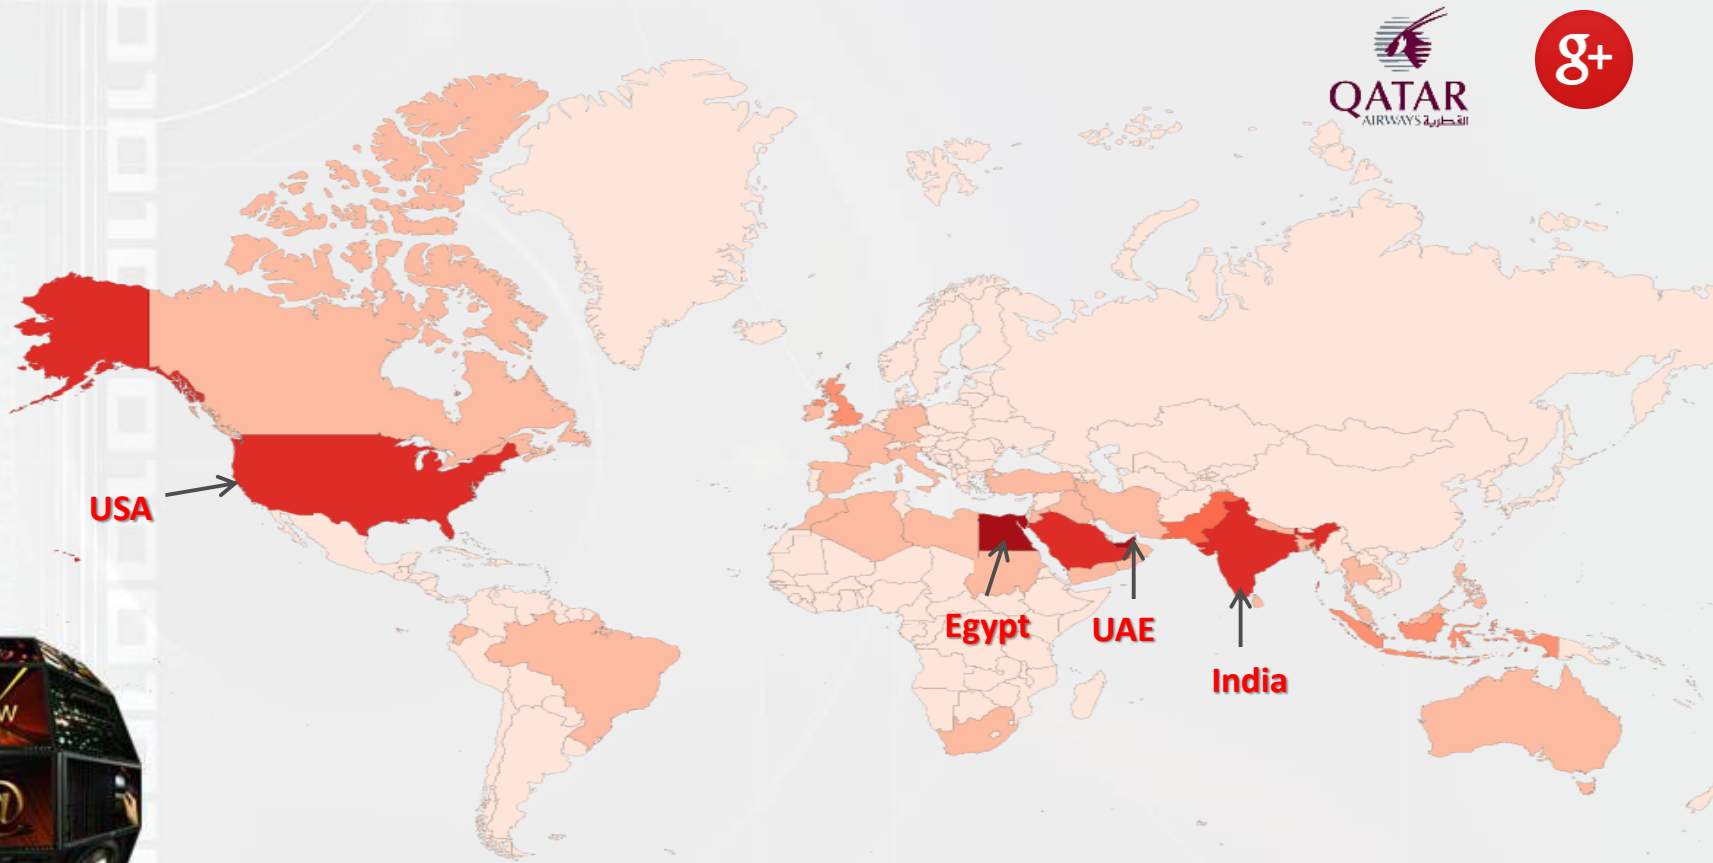 QATAR
AIRWAYS القطرية
g+
USA
Egypt
UAE
India
W
@